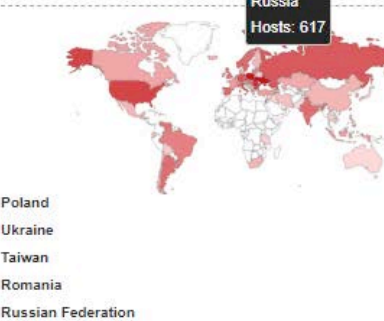 Russia
Hosts: 617
Poland
Ukraine
Taiwan
Romania
Russian Federation